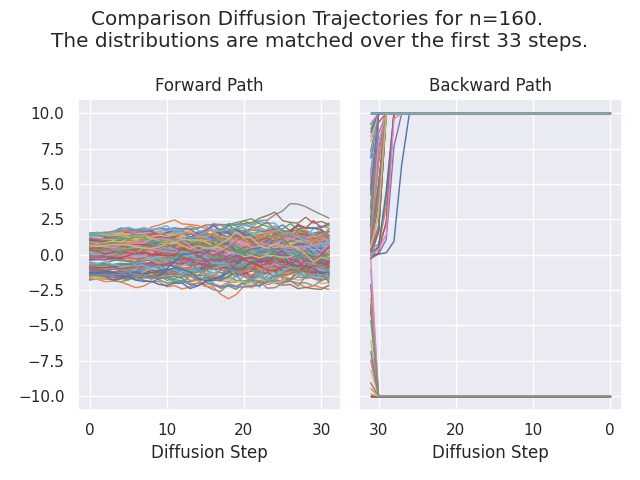 Comparison Diffusion Trajectories for n=160.
The distributions are matched over the first 33 steps.
Forward Path
Backward Path
10.0
7.5
5.0
2.5
0.0
−2.5
−5.0
−7.5
−10.0
0 10 20 30
30 20 10 0
Diffusion Step
Diffusion Step